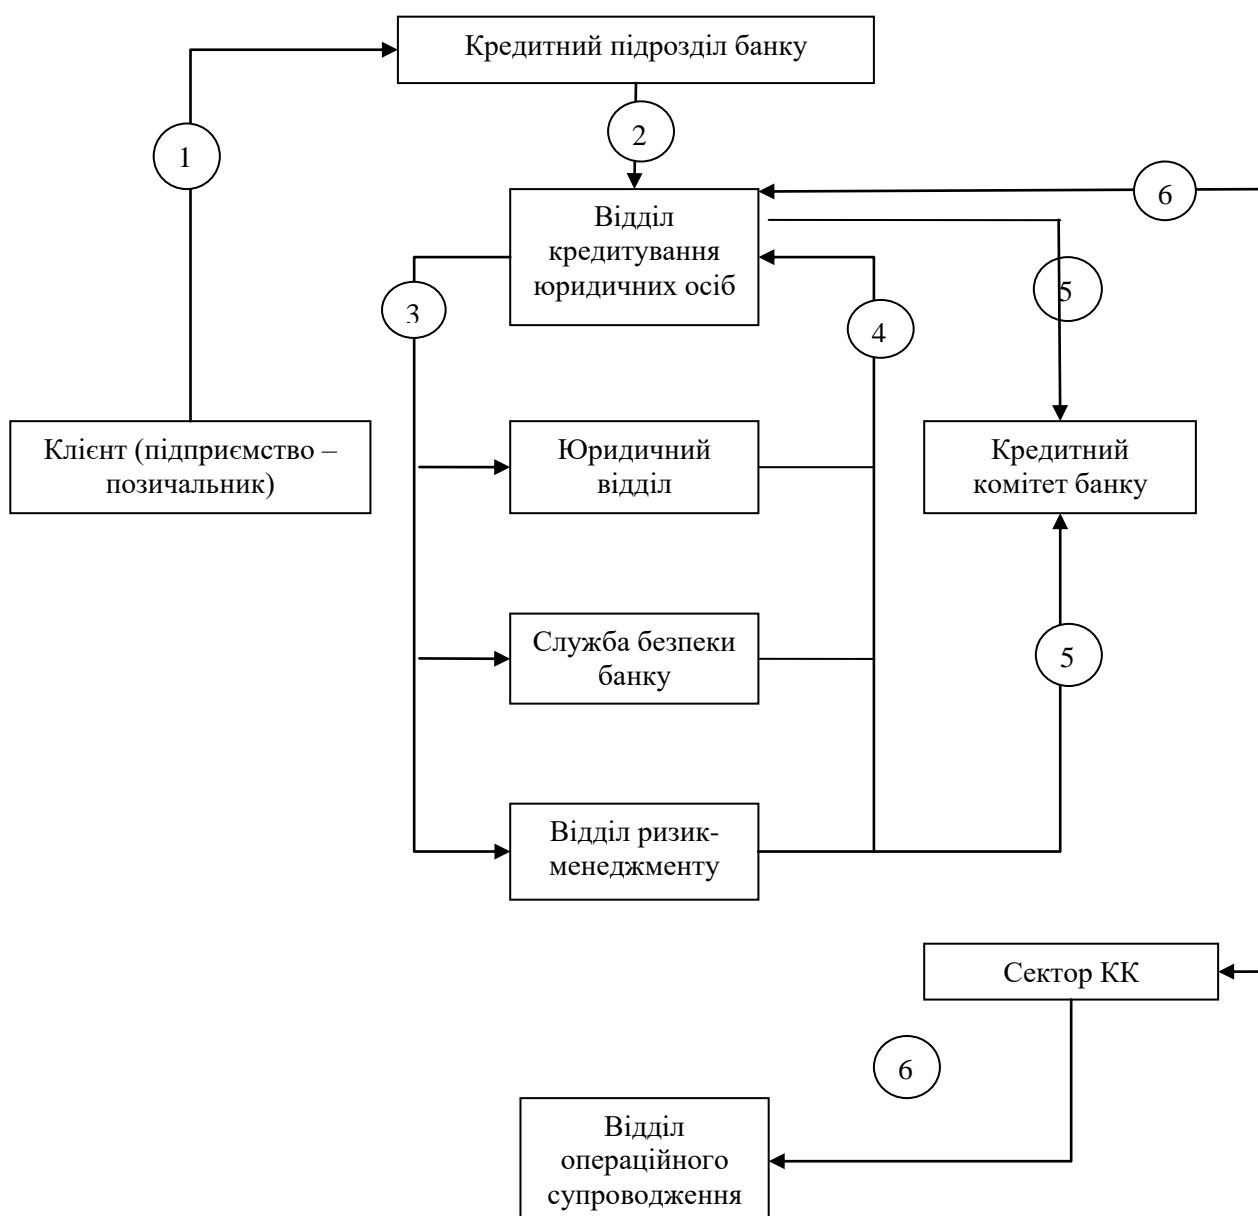 Кредитний підрозділ банку
1
2
6
Відділ
кредитування
юридичних осіб
3
4
5
Клієнт (підприємство –
позичальник)
Юридичний
відділ
Кредитний
комітет банку
Служба безпеки
банку
5
Відділ ризик-
менеджменту
Сектор КК
6
Відділ
операційного
супроводження